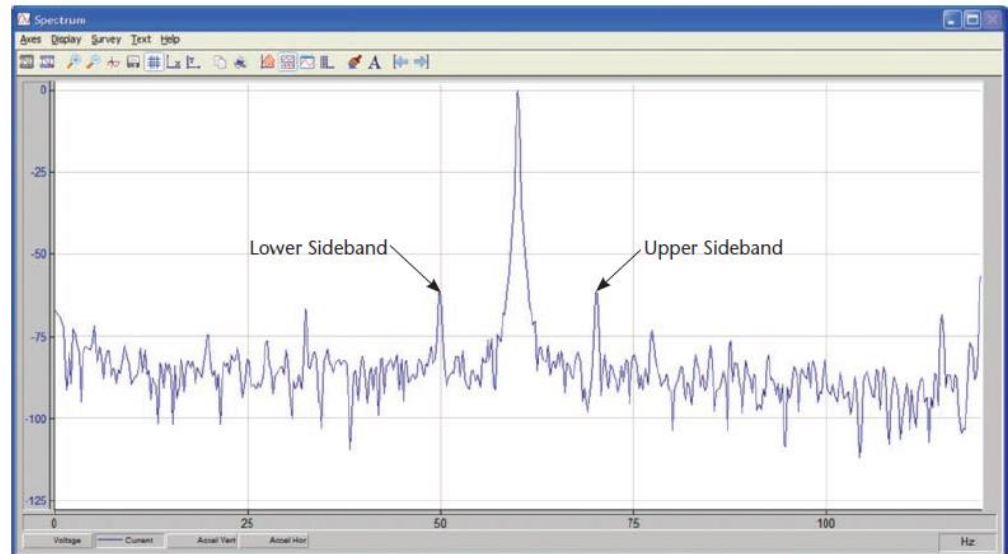 Spectrum
Axes Display Survey Text Help
0
-25
-50
-75
-100
-125
Lower Sideband
Upper Sideband
0 25 50 75 100
Voltage Current Accel Vert Accel Hor Hz